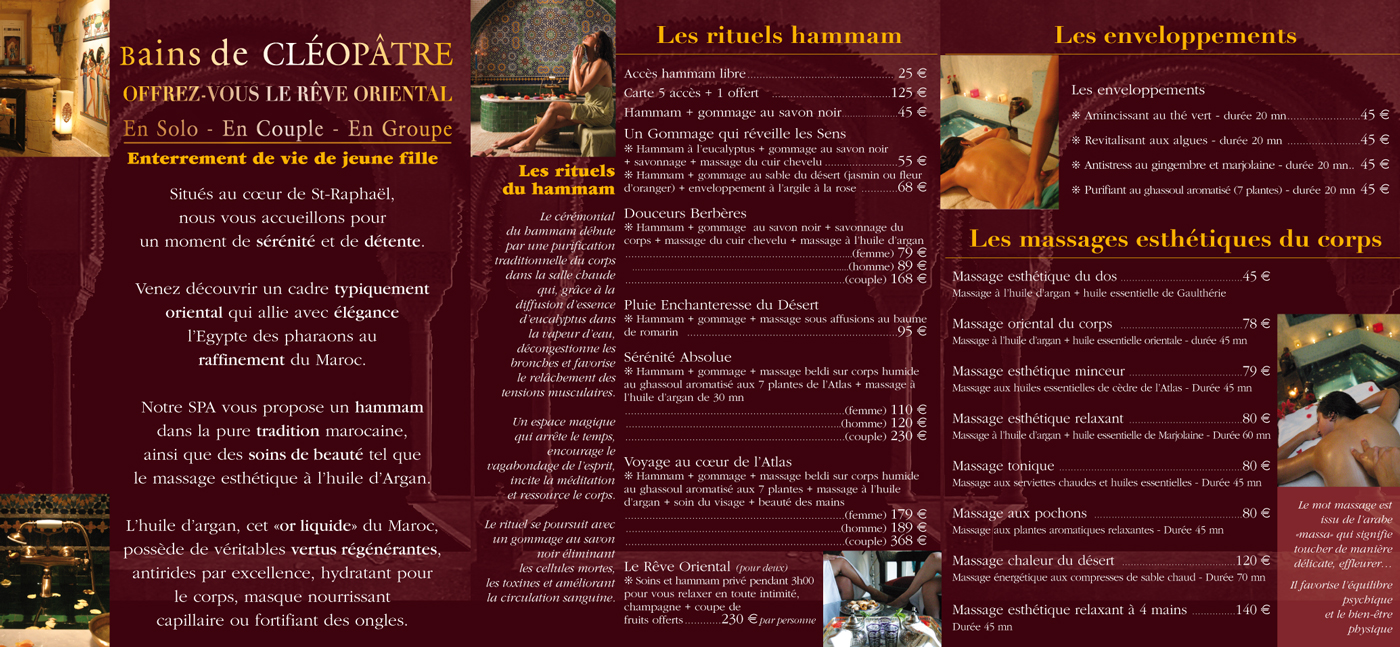 Bains de CLÉOPÂTRE
OFFREZ-VOUS LE RÊVE ORIENTAL
En Solo - En Couple - En Groupe
Enterrement de vie de jeune fille
Situés au cœur de St-Raphaël,
nous vous accueillons pour
un moment de sérénité et de détente.
Venez découvrir un cadre typiquement
oriental qui allie avec élégance
l'Egypte des pharaons au
raffinement du Maroc.
Notre SPA vous propose un hammam
dans la pure tradition marocaine,
ainsi que des soins de beauté tel que
le massage esthétique à l'huile d'Argan.
L'huile d'argan, cet «or liquide» du Maroc,
possède de véritables vertus régénérantes,
antirides par excellence, hydratant pour
le corps, masque nourrissant
capillaire ou fortifiant des ongles.
Les rituels
du hammam
Le cérémonial
du hammam débute
par une purification
traditionnelle du corps
dans la salle chaude
qui, grâce à la
diffusion d'essence
d'eucalyptus dans
la vapeur d'eau,
décongestionne les
bronches et favorise
le relâchement des
tensions musculaires.
Un espace magique
qui arrête le temps,
encourage le
vagabondage de l'esprit,
incite la méditation
et ressource le corps.
Le rituel se poursuit avec
un gommage au savon
noir éliminant
les cellules mortes,
les toxines et améliorant
la circulation sanguine.
Les rituels hammam
Accès hammam libre 25 €
Carte 5 accès + 1 offert 125 €
Hammam + gommage au savon noir 45 €
Un Gommage qui réveille les Sens
❊ Hammam à l'eucalyptus + gommage au savon noir
+ savonnage + massage du cuir chevelu 55 €
❊ Hammam + gommage au sable du désert (jasmin ou fleur
d'oranger) + enveloppement à l'argile à la rose 68 €
Douceurs Berbères
❊ Hammam + gommage au savon noir + savonnage du
corps + massage du cuir chevelu + massage à l'huile d'argan
(femme) 79 €
(homme) 89 €
(couple) 168 €
Pluie Enchanteresse du Désert
❊ Hammam + gommage + massage sous affusions au baume
de romarin 95 €
Sérénité Absolue
❊ Hammam + gommage + massage beldi sur corps humide
au ghassoul aromatisé aux 7 plantes de l'Atlas + massage à
l'huile d'argan de 30 mn
(femme) 110 €
(homme) 120 €
(couple) 230 €
Voyage au cœur de l'Atlas
❊ Hammam + gommage + massage beldi sur corps humide
au ghassoul aromatisé aux 7 plantes + massage à l'huile
d'argan + soin du visage + beauté des mains
(femme) 179 €
(homme) 189 €
(couple) 368 €
Le Rêve Oriental (pour deux)
❊ Soins et hammam privé pendant 3h00
pour vous relaxer en toute intimité,
champagne + coupe de
fruits offerts 230 € par personne
Les enveloppements
Les enveloppements
❊ Amincissant au thé vert - durée 20 mn 45 €
❊ Revitalisant aux algues - durée 20 mn 45 €
❊ Antistress au gingembre et marjolaine - durée 20 mn 45 €
❊ Purifiant au ghassoul aromatisé (7 plantes) - durée 20 mn 45 €
Les massages esthétiques du corps
Massage esthétique du dos 45 €
Massage à l'huile d'argan + huile essentielle de Gaulthérie
Massage oriental du corps 78 €
Massage à l'huile d'argan + huile essentielle orientale - durée 45 mn
Massage esthétique minceur 79 €
Massage aux huiles essentielles de cèdre de l'Atlas - Durée 45 mn
Massage esthétique relaxant 80 €
Massage à l'huile d'argan + huile essentielle de Marjolaine - Durée 60 mn
Massage tonique 80 €
Massage aux serviettes chaudes et huiles essentielles - Durée 45 mn
Massage aux pochons 80 €
Massage aux plantes aromatiques relaxantes - Durée 45 mn
Massage chaleur du désert 120 €
Massage énergétique aux compresses de sable chaud - Durée 70 mn
Massage esthétique relaxant à 4 mains 140 €
Durée 45 mn
Le mot massage est
issu de l'arabe
«massa» qui signifie
toucher de manière
délicate, effleurer...
Il favorise l'équilibre
psychique
et le bien-être
physique